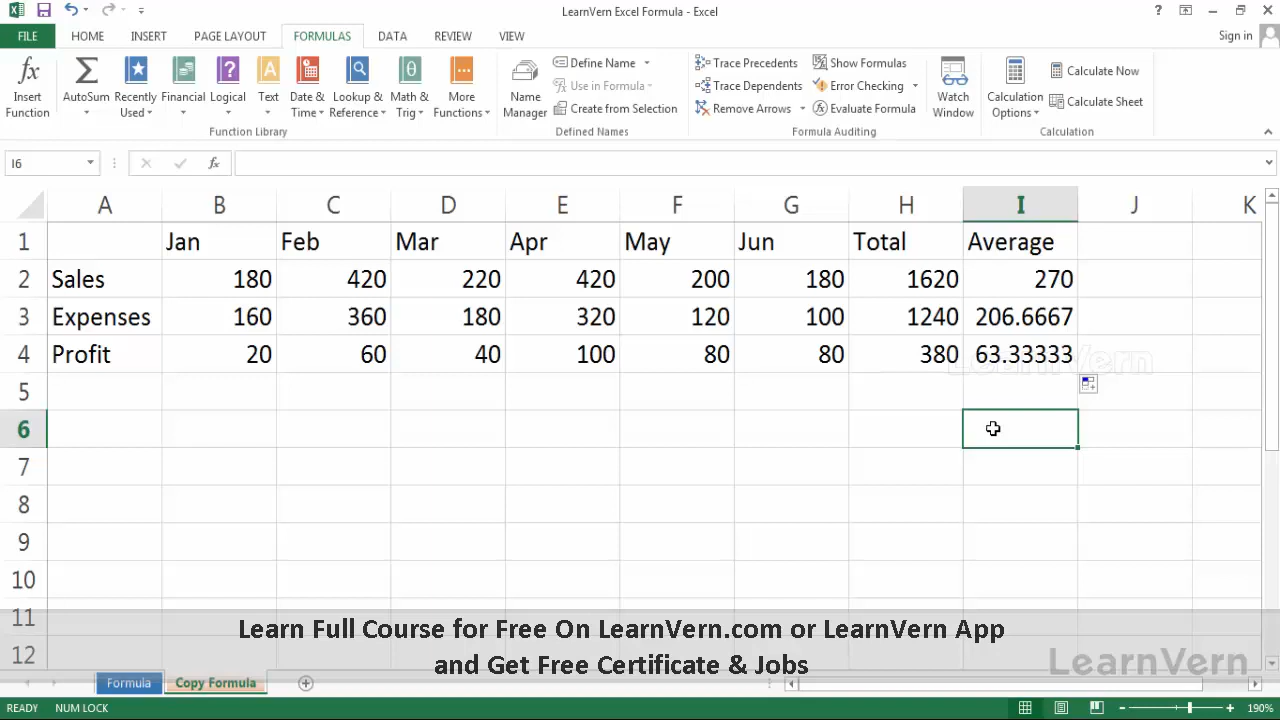 LearnVern Excel Formula - Excel
?
FILE HOME INSERT PAGE LAYOUT FORMULAS DATA REVIEW VIEW Sign in
fx Insert Function
Σ AutoSum
Recently Used
Financial
Logical
Text
Date & Time
Lookup & Reference
Math & Trig
More Functions
Function Library
Name Manager
Define Name
Use in Formula
Create from Selection
Defined Names
Trace Precedents
Trace Dependents
Remove Arrows
Show Formulas
Error Checking
Evaluate Formula
Formula Auditing
Watch Window
Calculation Options
Calculate Now
Calculate Sheet
Calculation
I6 fx
A B C D E F G H I J K
1 Jan Feb Mar Apr May Jun Total Average
2 Sales 180 420 220 420 200 180 1620 270
3 Expenses 160 360 180 320 120 100 1240 206.6667
4 Profit 20 60 40 100 80 80 380 63.33333
LearnVern
5
6
7
8
9
10
11
12
Learn Full Course for Free On LearnVern.com or LearnVern App
and Get Free Certificate & Jobs
LearnVern
Formula Copy Formula
READY NUM LOCK 190%